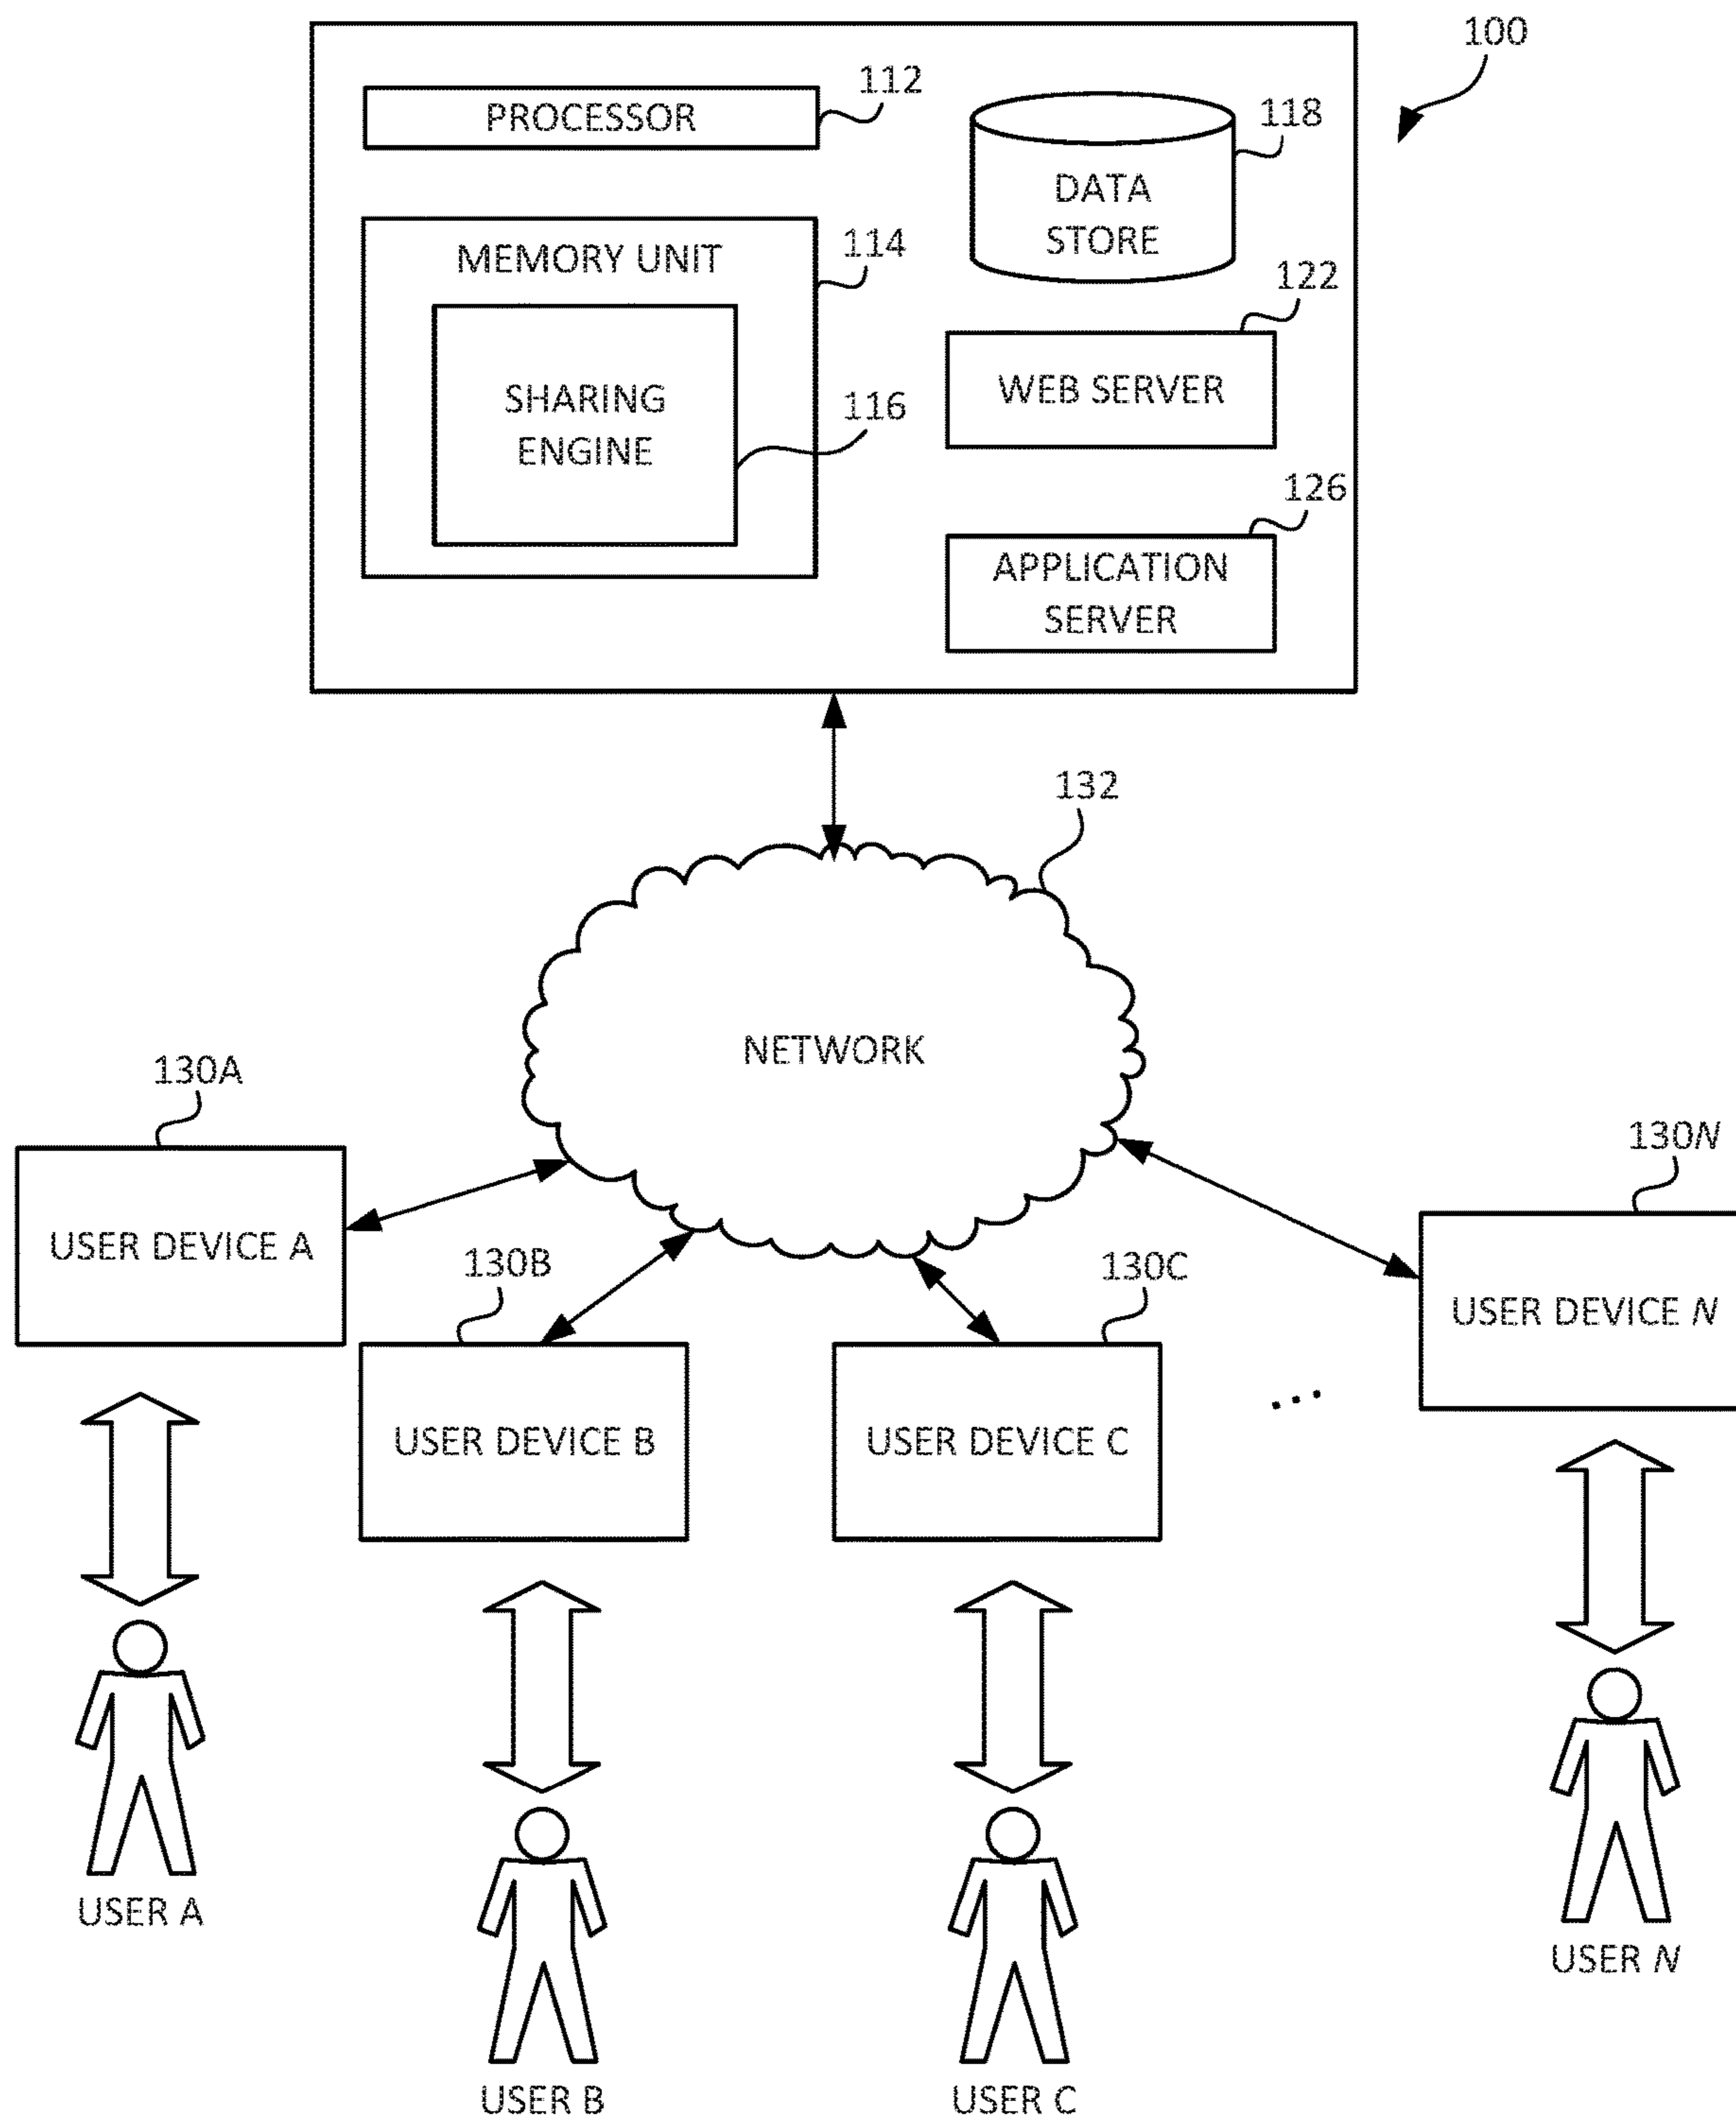 100
PROCESSOR
112
DATA
STORE
118
MEMORY UNIT
114
SHARING
ENGINE
116
WEB SERVER
122
APPLICATION
SERVER
126
132
NETWORK
130A
USER DEVICE A
130B
USER DEVICE B
130C
USER DEVICE C
...
130N
USER DEVICE N
USER A
USER B
USER C
USER N